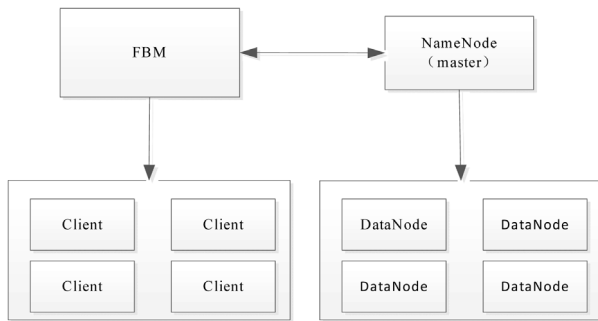 FBM
NameNode
（master）
Client
Client
DataNode
DataNode
Client
Client
DataNode
DataNode